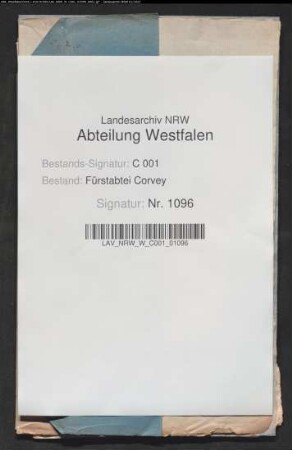 Landesarchiv NRW
Abteilung Westfalen
Bestands-Signatur: C 001
Bestand: Fürstabtei Corvey
Signatur: Nr. 1096
LAV_NRW_W_C001_01096